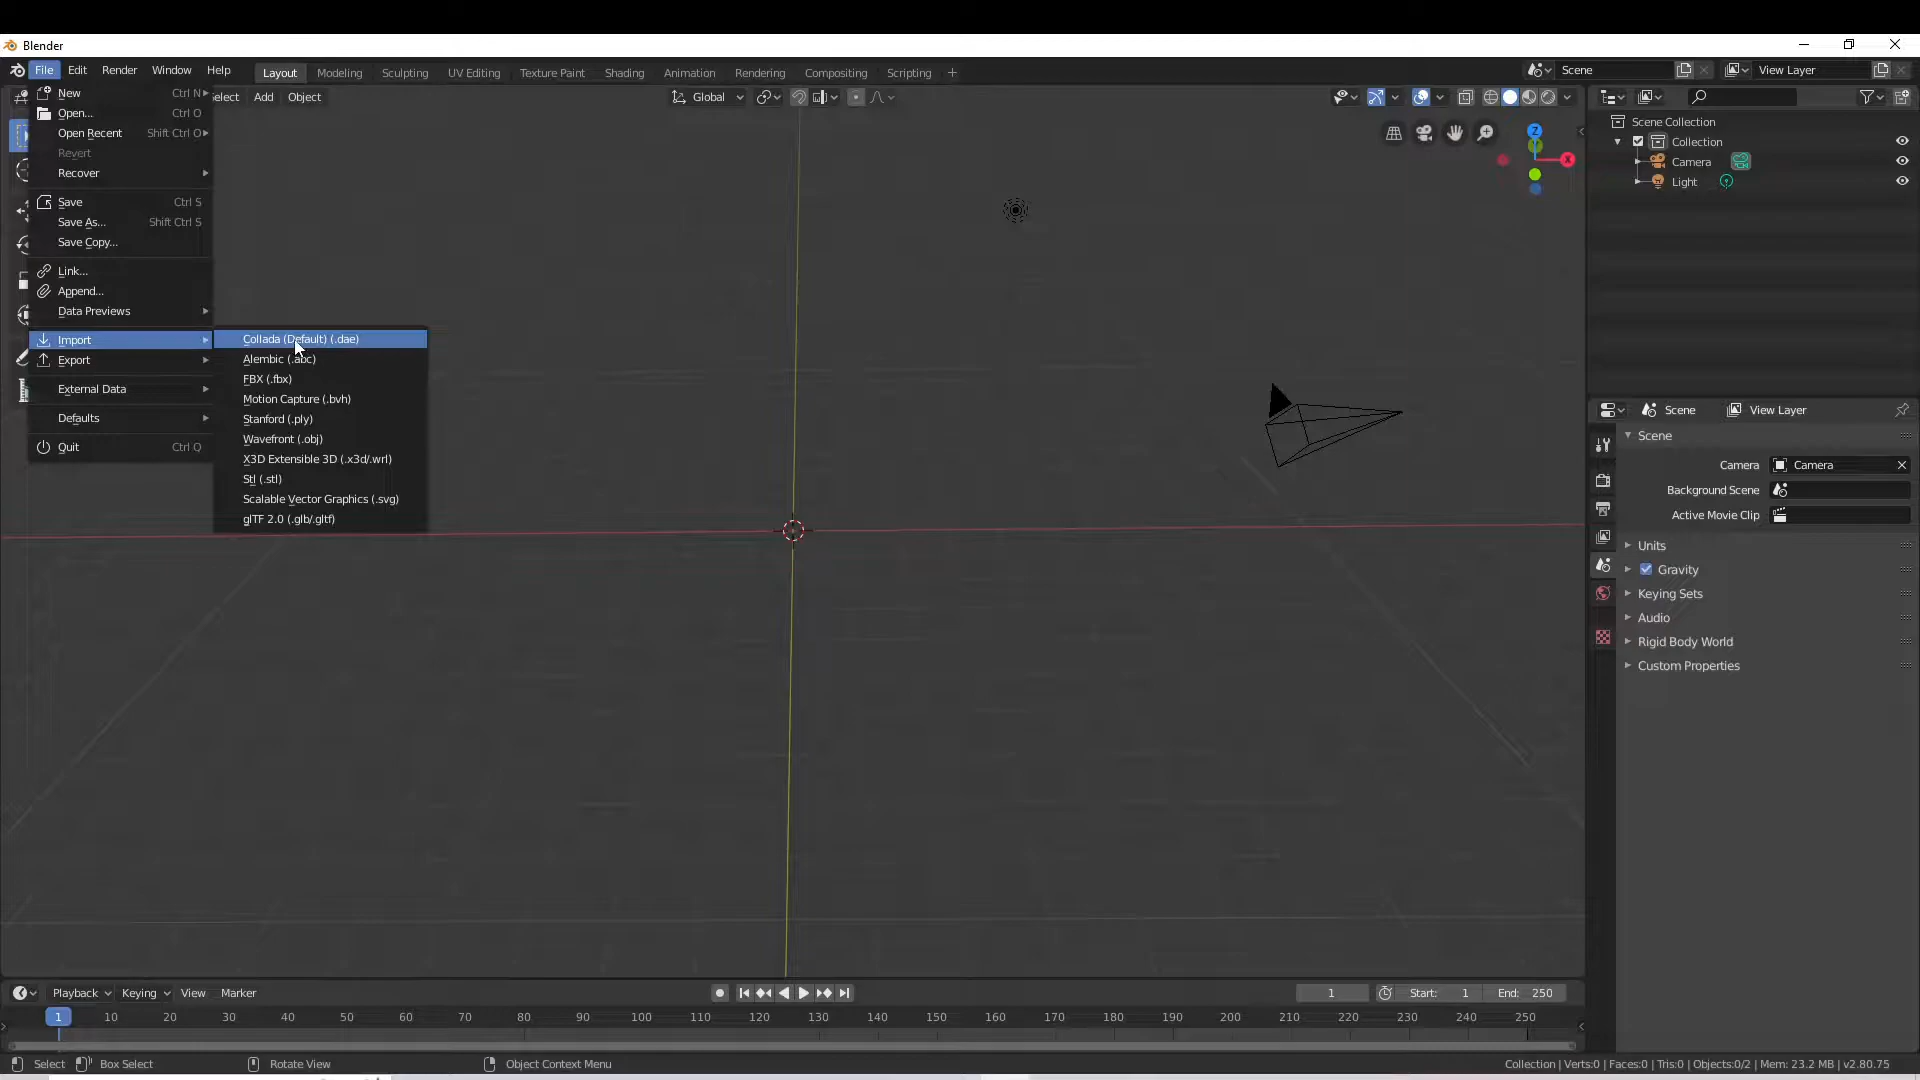 Blender
File Edit Render Window Help Layout Modeling Sculpting UV Editing Texture Paint Shading Animation Rendering Compositing Scripting + Scene View Layer
elect Add Object Global
New Ctrl N
Open... Ctrl O
Open Recent Shift Ctrl O
Revert
Recover
Save Ctrl S
Save As... Shift Ctrl S
Save Copy...
Link...
Append...
Data Previews
Import
Export
External Data
Defaults
Quit Ctrl Q
Collada (Default) (.dae)
Alembic (.abc)
FBX (.fbx)
Motion Capture (.bvh)
Stanford (.ply)
Wavefront (.obj)
X3D Extensible 3D (.x3d/.wrl)
Stl (.stl)
Scalable Vector Graphics (.svg)
glTF 2.0 (.glb/.gltf)
Z
X
Scene Collection
Collection
Camera
Light
Scene View Layer
Scene
Camera Camera
Background Scene
Active Movie Clip
Units
Gravity
Keying Sets
Audio
Rigid Body World
Custom Properties
Playback Keying View Marker 1 Start: 1 End: 250
1 10 20 30 40 50 60 70 80 90 100 110 120 130 140 150 160 170 180 190 200 210 220 230 240 250
Select Box Select Rotate View Object Context Menu Collection | Verts:0 | Faces:0 | Tris:0 | Objects:0/2 | Mem: 23.2 MB | v2.80.75